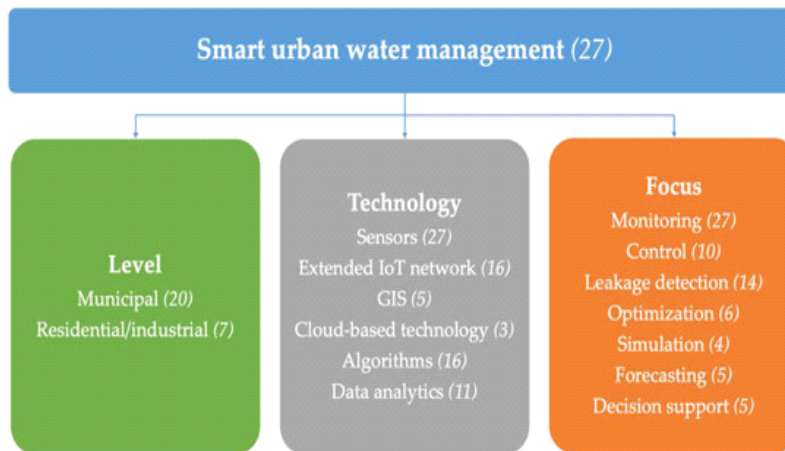 Smart urban water management (27)
Level
Municipal (20)
Residential/industrial (7)
Technology
Sensors (27)
Extended IoT network (16)
GIS (5)
Cloud-based technology (3)
Algorithms (16)
Data analytics (11)
Focus
Monitoring (27)
Control (10)
Leakage detection (14)
Optimization (6)
Simulation (4)
Forecasting (5)
Decision support (5)